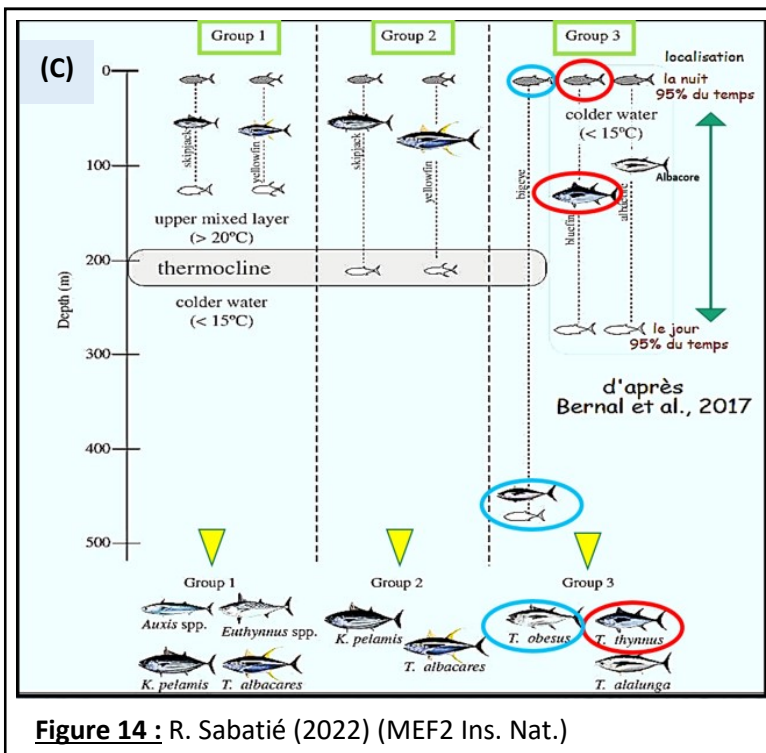 (C)
Group 1
Group 2
Group 3
localisation
la nuit
95% du temps
0
100
200
300
400
500
Depth (m)
skipjack
yellowfin
skipjack
yellowfin
bigeye
bluefin
albacore
colder water
(< 15°C)
Albacore
upper mixed layer
(> 20°C)
thermocline
colder water
(< 15°C)
le jour
95% du temps
d'après
Bernal et al., 2017
Group 1
Auxis spp.
Euthynnus spp.
K. pelamis
T. albacares
Group 2
K. pelamis
T. albacares
Group 3
T. obesus
T. thynnus
T. alalunga
Figure 14 : R. Sabatié (2022) (MEF2 Ins. Nat.)